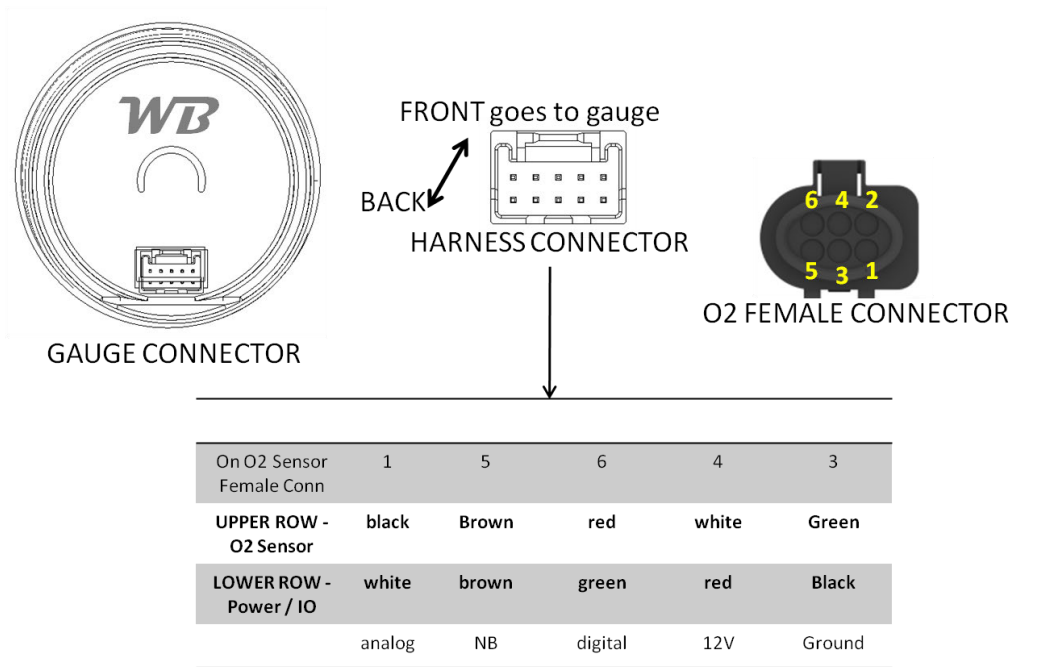 WB
FRONT goes to gauge
BACK
HARNESS CONNECTOR
6 4 2
5 3 1
O2 FEMALE CONNECTOR
GAUGE CONNECTOR
On O2 Sensor Female Conn 1 5 6 4 3
UPPER ROW - O2 Sensor black Brown red white Green
LOWER ROW - Power / IO white brown green red Black
analog NB digital 12V Ground